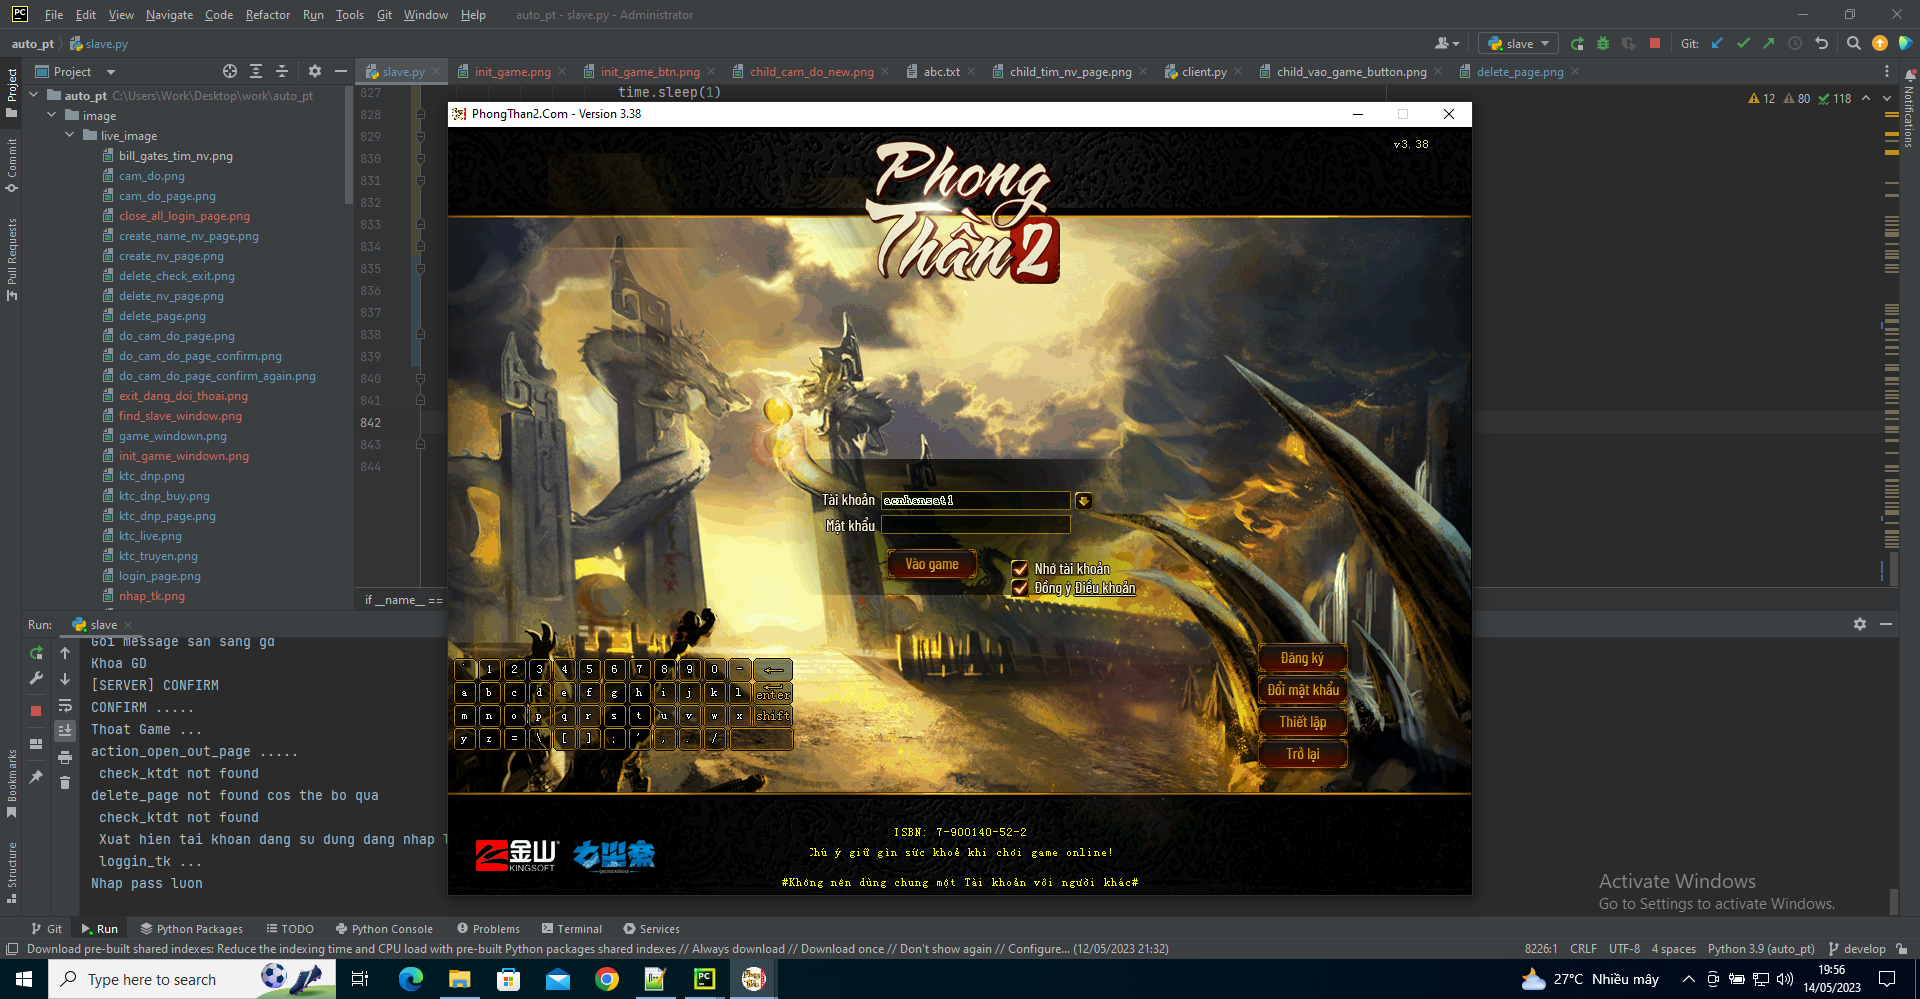 File Edit View Navigate Code Refactor Run Tools Git Window Help auto_pt - slave.py - Administrator
auto_pt slave.py
slave
Git:
Project
slave.py init_game.png init_game_btn.png child_cam_do_new.png abc.txt child_tim_nv_page.png client.py child_vao_game_button.png delete_page.png
auto_pt C:\Users\Work\Desktop\work\auto_pt
image
live_image
bill_gates_tim_nv.png
cam_do.png
cam_do_page.png
close_all_login_page.png
create_name_nv_page.png
create_nv_page.png
delete_check_exit.png
delete_nv_page.png
delete_page.png
do_cam_do_page.png
do_cam_do_page_confirm.png
do_cam_do_page_confirm_again.png
exit_dang_doi_thoai.png
find_slave_window.png
game_windown.png
init_game_windown.png
ktc_dnp.png
ktc_dnp_buy.png
ktc_dnp_page.png
ktc_live.png
ktc_truyen.png
login_page.png
nhap_tk.png
Project
Commit
Pull Requests
Bookmarks
Structure
Notifications
827
828
829
830
831
832
833
834
835
836
837
838
839
840
841
842
843
844
time.sleep(1)
12 80 118
if __name__ ==
PhongThan2.Com - Version 3.38
v3.38
Phong
Thần 2
Tài khoản acnhansat1
Mật khẩu
Vào game
Nhớ tài khoản
Đồng ý Điều khoản
` 1 2 3 4 5 6 7 8 9 0 -
a b c d e f g h i j k l enter
m n o p q r s t u v w x shift
y z = \ [ ] ; ' , . /
Đăng ký
Đổi mật khẩu
Thiết lập
Trở lại
金山
KINGSOFT
ISBN: 7-900140-52-2
Chú ý giữ gìn sức khoẻ khi chơi game online!
#Không nên dùng chung một Tài khoản với người khác#
Run: slave
Goi message san sang gd
Khoa GD
[SERVER] CONFIRM
CONFIRM .....
Thoat Game ...
action_open_out_page .....
check_ktdt not found
delete_page not found cos the bo qua
check_ktdt not found
Xuat hien tai khoan dang su dung dang nhap l
loggin_tk ...
Nhap pass luon
Activate Windows
Go to Settings to activate Windows.
Git Run Python Packages TODO Python Console Problems Terminal Services
Download pre-built shared indexes: Reduce the indexing time and CPU load with pre-built Python packages shared indexes // Always download // Download once // Don't show again // Configure... (12/05/2023 21:32)
8226:1 CRLF UTF-8 4 spaces Python 3.9 (auto_pt) develop
Type here to search
27°C Nhiều mây
19:56
14/05/2023